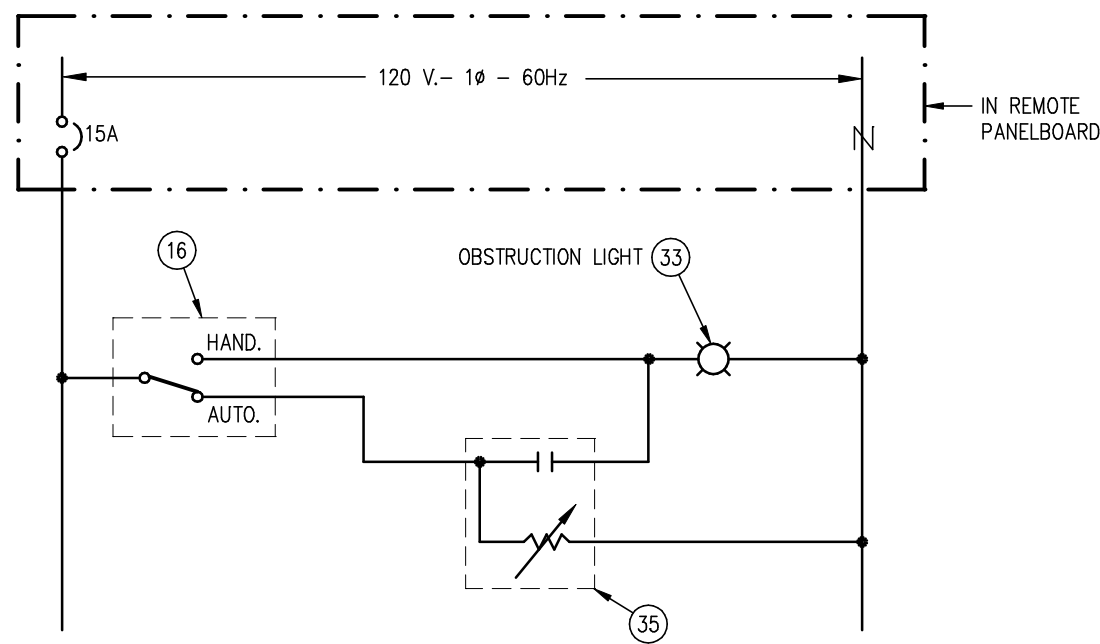 120 V.- 1ø - 60Hz
IN REMOTE
PANELBOARD
15A
N
16
OBSTRUCTION LIGHT 33
HAND.
AUTO.
35